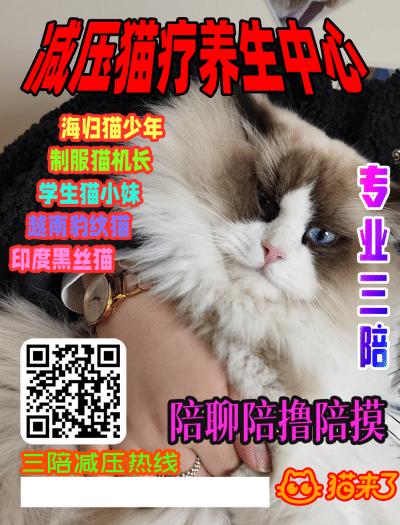 减压猫疗养生中心
海归猫少年
制服猫机长
学生猫小妹
越南豹纹猫
印度黑丝猫
专业三陪
陪聊陪撸陪摸
三陪减压热线
猫来了